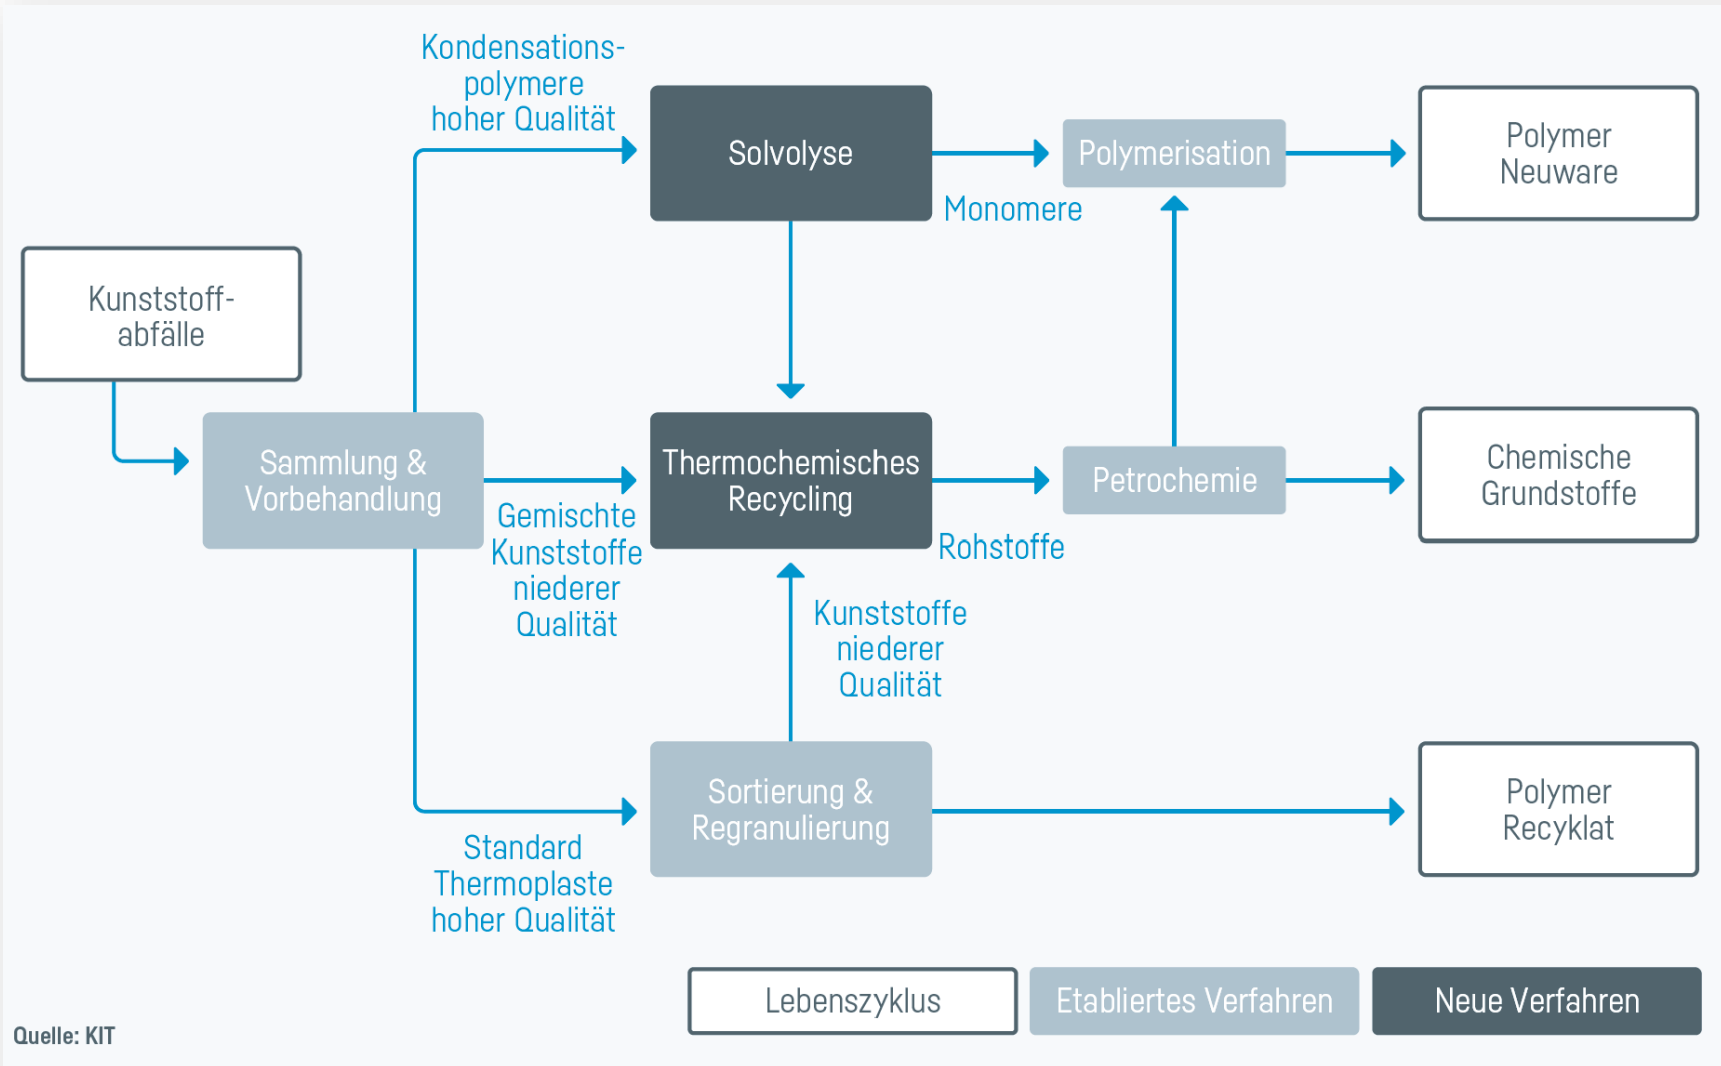 Kondensations-
polymere
hoher Qualität
Solvolyse
Polymerisation
Polymer
Neuware
Monomere
Kunststoff-
abfälle
Sammlung &
Vorbehandlung
Thermochemisches
Recycling
Petrochemie
Chemische
Grundstoffe
Gemischte
Kunststoffe
niederer
Qualität
Rohstoffe
Kunststoffe
niederer
Qualität
Sortierung &
Regranulierung
Polymer
Recyklat
Standard
Thermoplaste
hoher Qualität
Lebenszyklus
Etabliertes Verfahren
Neue Verfahren
Quelle: KIT